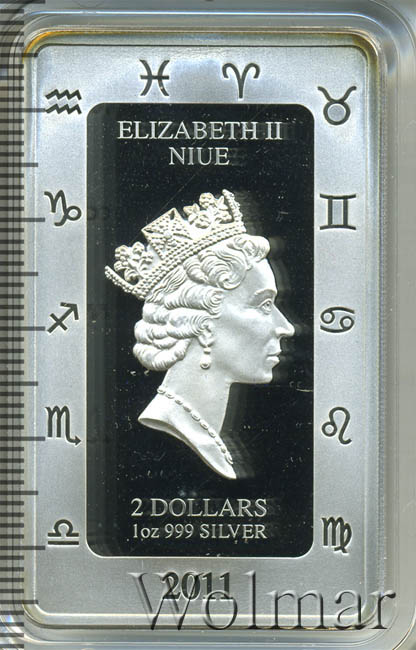 ♓ ♈
♒ ♉
ELIZABETH II
NIUE
♑ ♊
♐ ♋
♏ ♌
2 DOLLARS
1oz 999 SILVER
♎ ♍
2011
Wolmar